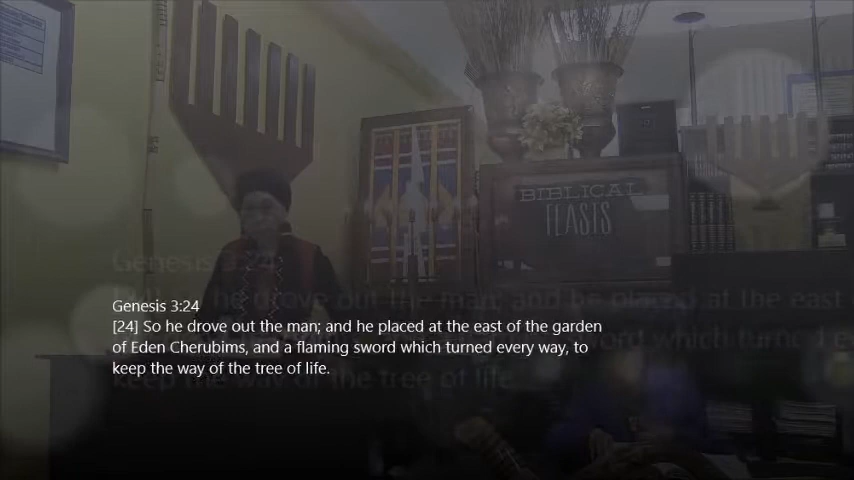 BIBLICAL
FEASTS
Genesis 3:24
[24] So he drove out the man; and he placed at the east of the garden
of Eden Cherubims, and a flaming sword which turned every way, to
keep the way of the tree of life.